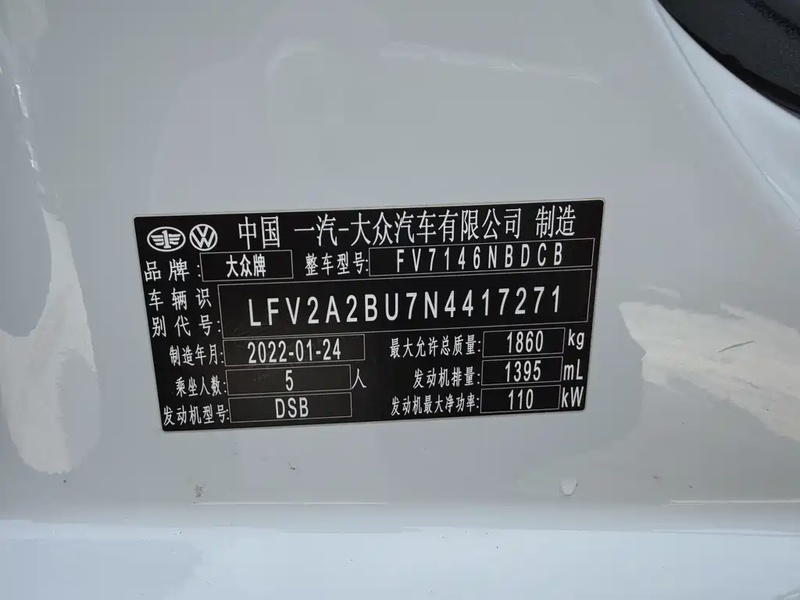 中国 一汽-大众汽车有限公司 制造
品牌: 大众牌 整车型号: FV7146NBDCB
车辆识别代号: LFV2A2BU7N4417271
制造年月: 2022-01-24 最大允许总质量: 1860 kg
乘坐人数: 5 人 发动机排量: 1395 mL
发动机型号: DSB 发动机最大净功率: 110 kW